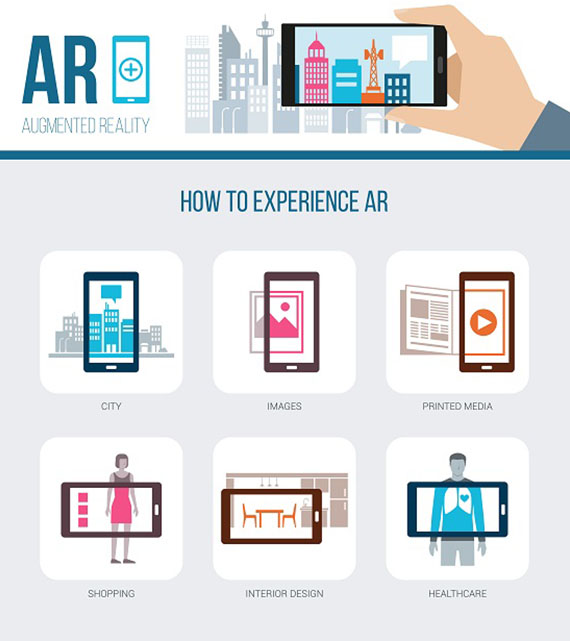 AR
AUGMENTED REALITY
HOW TO EXPERIENCE AR
CITY
IMAGES
PRINTED MEDIA
SHOPPING
INTERIOR DESIGN
HEALTHCARE